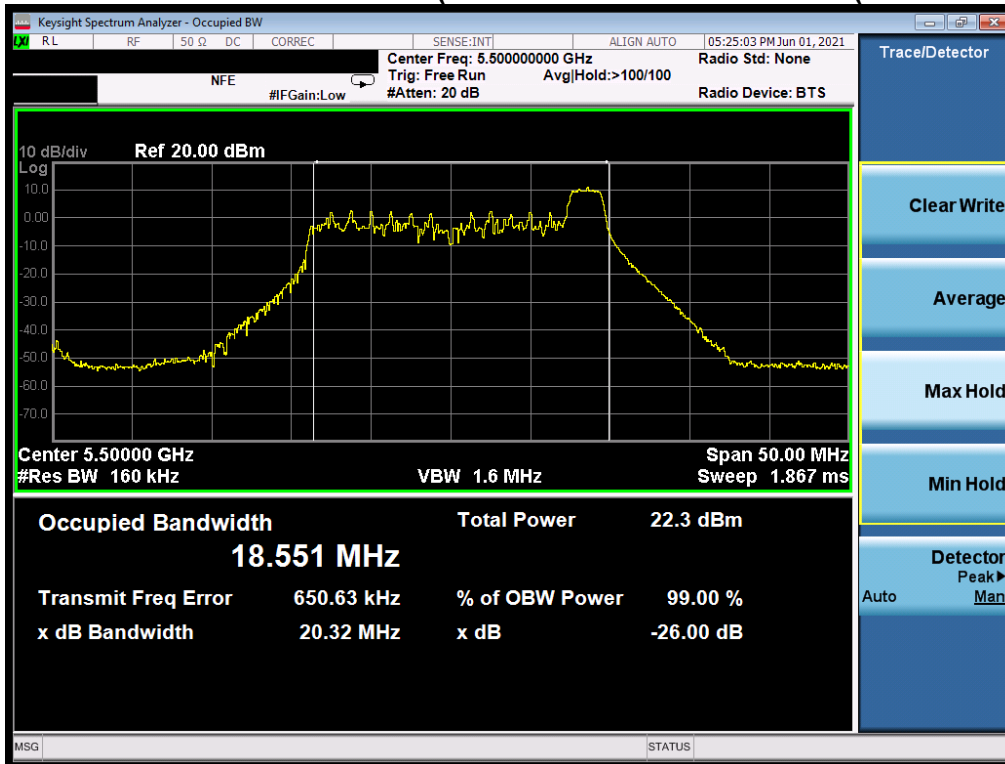 Keysight Spectrum Analyzer - Occupied BW
LXI RL RF 50 Ω DC CORREC SENSE:INT ALIGN AUTO 05:25:03 PM Jun 01, 2021
Center Freq: 5.500000000 GHz Radio Std: None
NFE Trig: Free Run Avg|Hold:>100/100
#IFGain:Low #Atten: 20 dB Radio Device: BTS
Trace/Detector
10 dB/div Ref 20.00 dBm
Log
10.0
0.00
-10.0
-20.0
-30.0
-40.0
-50.0
-60.0
-70.0
Center 5.50000 GHz Span 50.00 MHz
#Res BW 160 kHz VBW 1.6 MHz Sweep 1.867 ms
Occupied Bandwidth Total Power 22.3 dBm
18.551 MHz
Transmit Freq Error 650.63 kHz % of OBW Power 99.00 %
x dB Bandwidth 20.32 MHz x dB -26.00 dB
Clear Write
Average
Max Hold
Min Hold
Detector
Peak▶
Auto Man
MSG STATUS